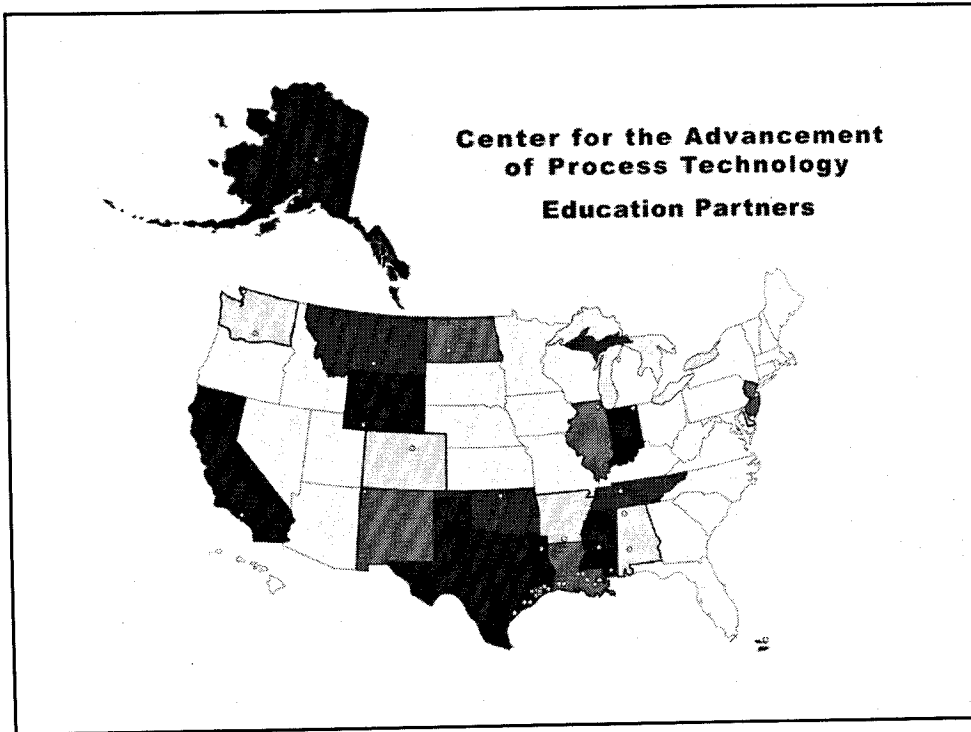 Center for the Advancement
of Process Technology
Education Partners